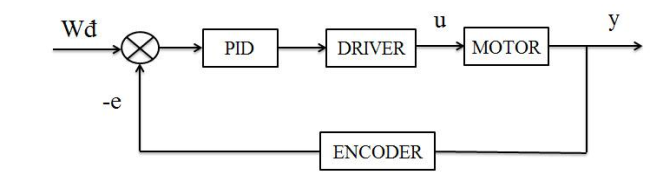 Wđ
PID
DRIVER
u
MOTOR
y
-e
ENCODER